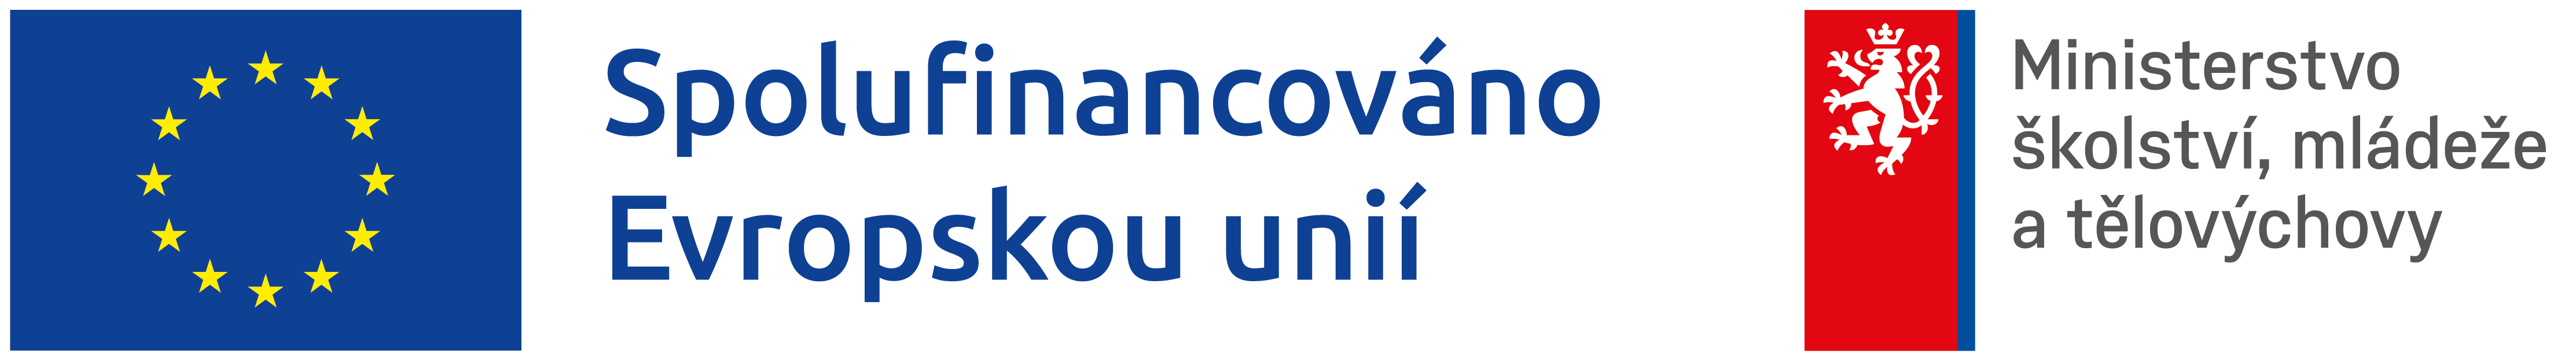 Spolufinancováno
Evropskou unií
Ministerstvo
školství, mládeže
a tělovýchovy